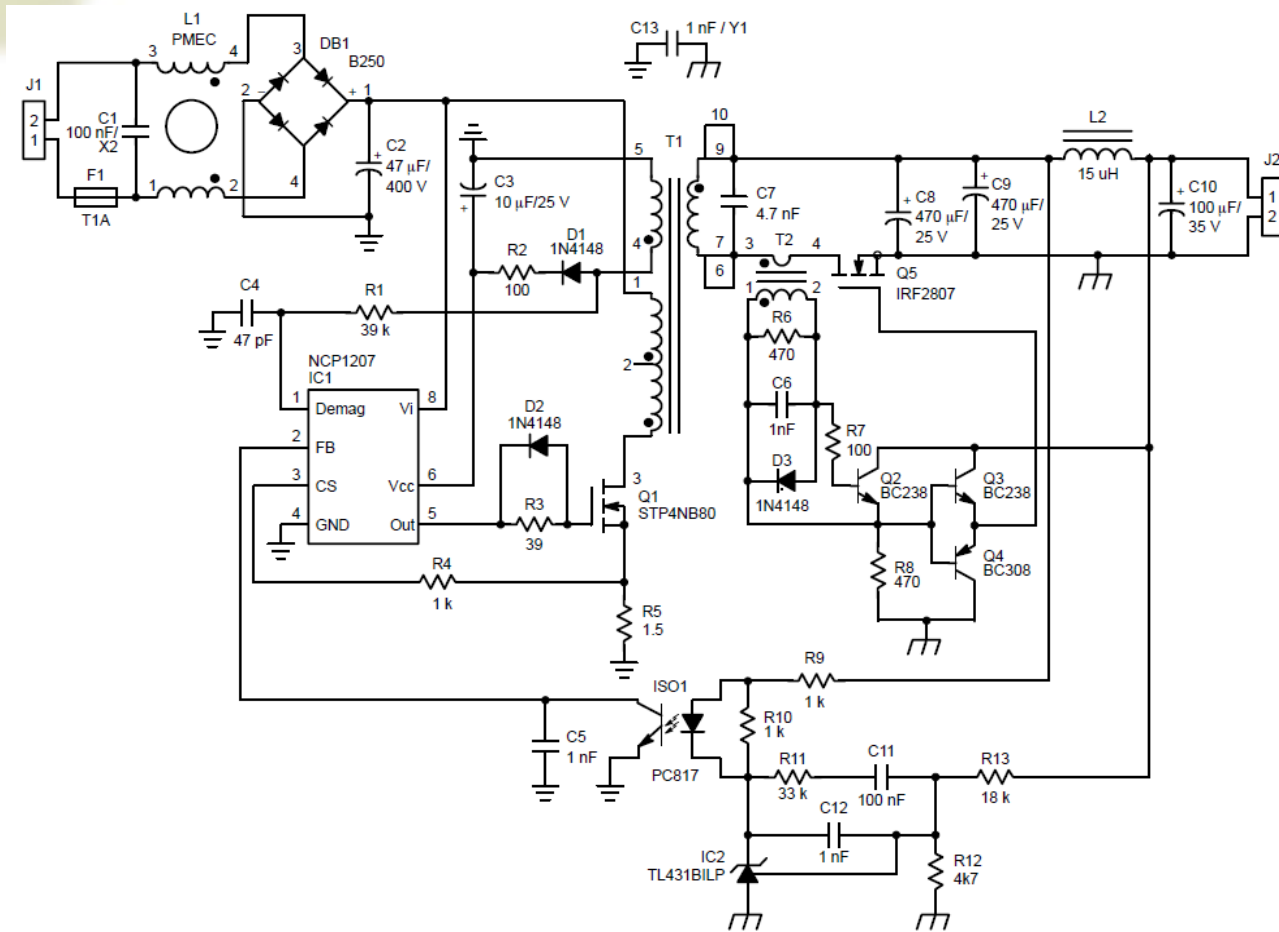 L1
PMEC
3
4
3
DB1
B250
2
−
+
1
4
J1
2
1
C1
100 nF/
X2
F1
T1A
1
2
+
C2
47 µF/
400 V
C13
1 nF / Y1
5
T1
10
9
C3
10 µF/25 V
+
C7
4.7 nF
4
7
6
3
T2
4
+
C8
470 µF/
25 V
+
C9
470 µF/
25 V
L2
15 uH
+
C10
100 µF/
35 V
J2
1
2
D1
1N4148
R2
100
1
2
1
2
Q5
IRF2807
C4
47 pF
R1
39 k
R6
470
C6
1nF
R7
100
D3
1N4148
Q2
BC238
Q3
BC238
Q4
BC308
R8
470
NCP1207
IC1
1
Demag
Vi
8
2
FB
3
CS
Vcc
6
4
GND
Out
5
D2
1N4148
R3
39
3
Q1
STP4NB80
R4
1 k
R5
1.5
ISO1
PC817
C5
1 nF
R9
1 k
R10
1 k
R11
33 k
C11
100 nF
R13
18 k
C12
1 nF
IC2
TL431BILP
R12
4k7